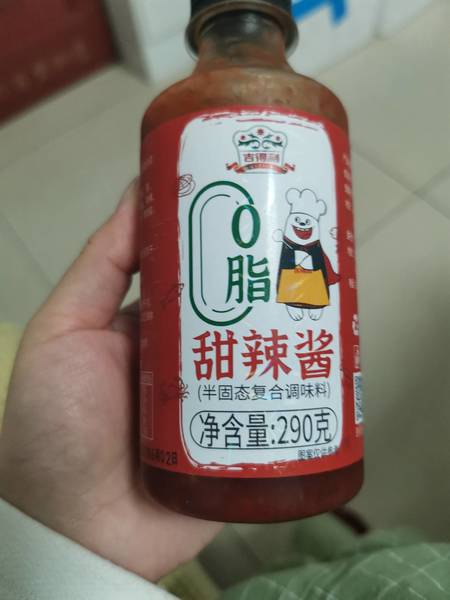 吉得利
0
脂
甜辣酱
(半固态复合调味料)
净含量:290克